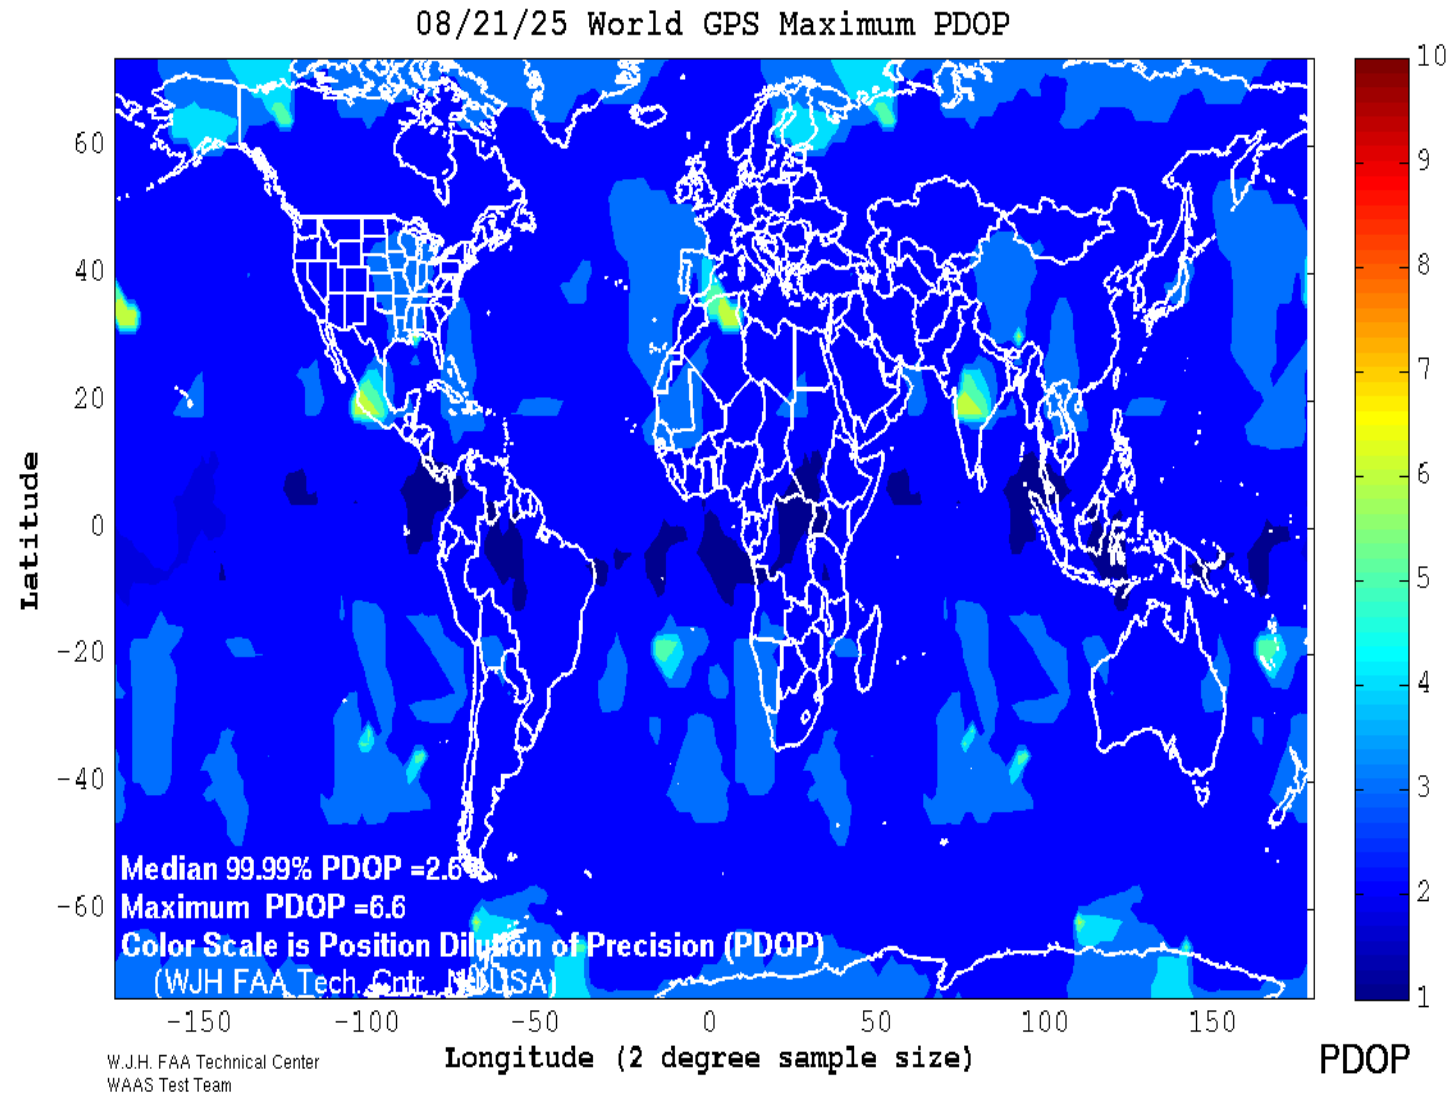 08/21/25 World GPS Maximum PDOP
10
9
8
7
6
5
4
3
2
1
60
40
20
0
-20
-40
-60
Latitude
Median 99.99% PDOP =2.6
Maximum PDOP =6.6
Color Scale is Position Dilution of Precision (PDOP)
(WJH FAA Tech. Cntr. USA)
-150 -100 -50 0 50 100 150
Longitude (2 degree sample size)
PDOP
W.J.H. FAA Technical Center
WAAS Test Team